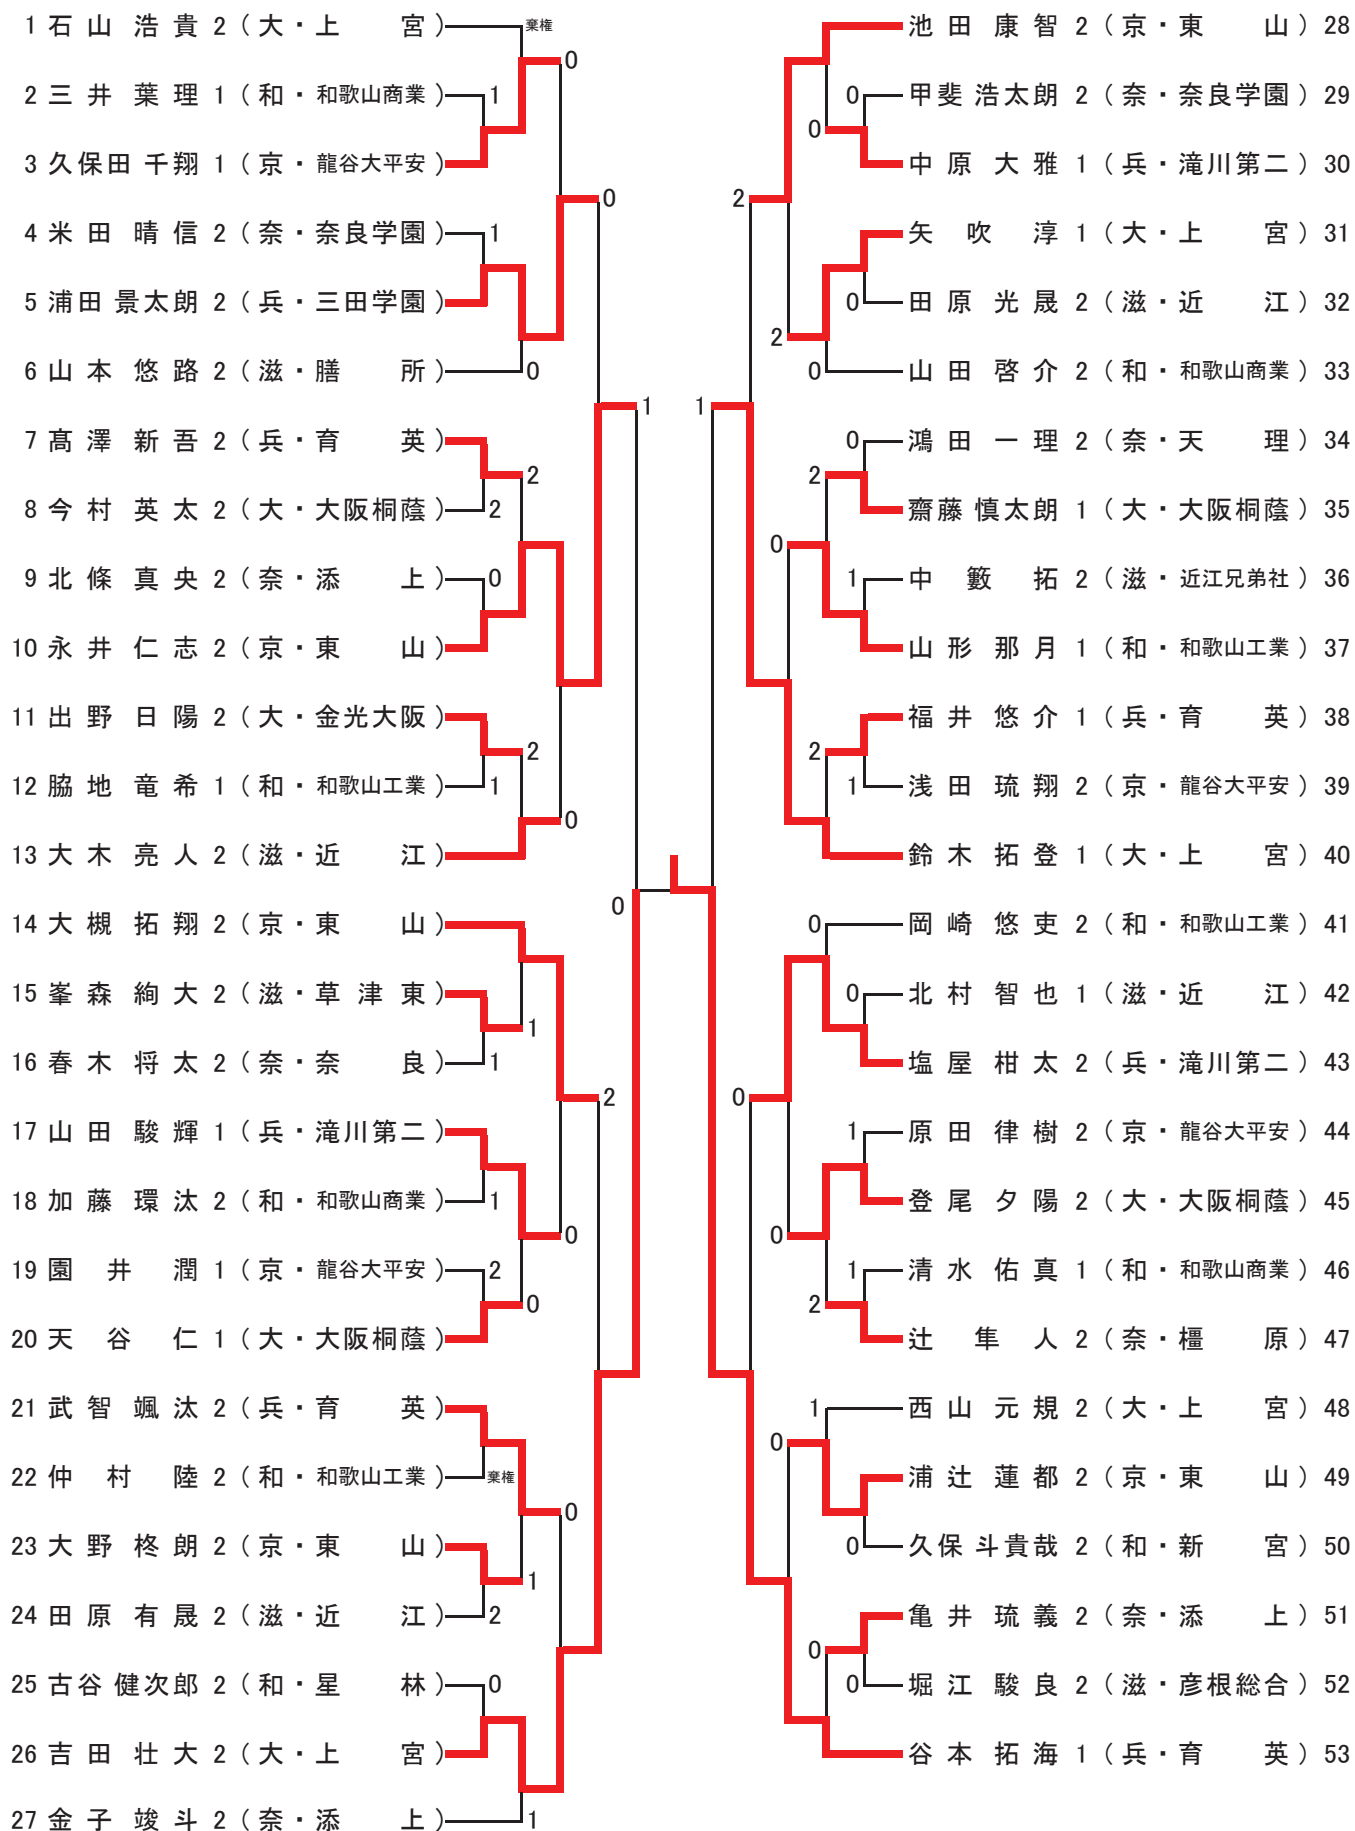 1 石山浩貴 2 (大・上宮) 棄権
0
2 三井葉理 1 (和・和歌山商業) 1
3 久保田千翔 1 (京・龍谷大平安)
0
4 米田晴信 2 (奈・奈良学園) 1
5 浦田景太朗 2 (兵・三田学園)
6 山本悠路 2 (滋・膳所) 0
1
7 髙澤新吾 2 (兵・育英)
2
8 今村英太 2 (大・大阪桐蔭) 2
9 北條真央 2 (奈・添上) 0
10 永井仁志 2 (京・東山)
11 出野日陽 2 (大・金光大阪)
2
12 脇地竜希 1 (和・和歌山工業) 1
0
13 大木亮人 2 (滋・近江)
0
14 大槻拓翔 2 (京・東山)
15 峯森絢大 2 (滋・草津東)
1
16 春木将太 2 (奈・奈良) 1
2
17 山田駿輝 1 (兵・滝川第二)
18 加藤環汰 2 (和・和歌山商業) 1
0
19 園井潤 1 (京・龍谷大平安) 2
0
20 天谷仁 1 (大・大阪桐蔭)
21 武智颯汰 2 (兵・育英)
22 仲村陸 2 (和・和歌山工業) 棄権
0
23 大野柊朗 2 (京・東山)
1
24 田原有晟 2 (滋・近江) 2
25 古谷健次郎 2 (和・星林) 0
26 吉田壮大 2 (大・上宮)
27 金子竣斗 2 (奈・添上) 1
池田康智 2 (京・東山) 28
0 甲斐浩太朗 2 (奈・奈良学園) 29
0
中原大雅 1 (兵・滝川第二) 30
2
矢吹淳 1 (大・上宮) 31
0 田原光晟 2 (滋・近江) 32
2
0 山田啓介 2 (和・和歌山商業) 33
1
0 鴻田一理 2 (奈・天理) 34
2
齋藤慎太朗 1 (大・大阪桐蔭) 35
0
1 中籔拓 2 (滋・近江兄弟社) 36
山形那月 1 (和・和歌山工業) 37
福井悠介 1 (兵・育英) 38
2
1 浅田琉翔 2 (京・龍谷大平安) 39
鈴木拓登 1 (大・上宮) 40
0 岡崎悠吏 2 (和・和歌山工業) 41
0 北村智也 1 (滋・近江) 42
塩屋柑太 2 (兵・滝川第二) 43
0
1 原田律樹 2 (京・龍谷大平安) 44
登尾夕陽 2 (大・大阪桐蔭) 45
0
1 清水佑真 1 (和・和歌山商業) 46
2
辻隼人 2 (奈・橿原) 47
1 西山元規 2 (大・上宮) 48
0
浦辻蓮都 2 (京・東山) 49
0 久保斗貴哉 2 (和・新宮) 50
亀井琉義 2 (奈・添上) 51
0
0 堀江駿良 2 (滋・彦根総合) 52
谷本拓海 1 (兵・育英) 53